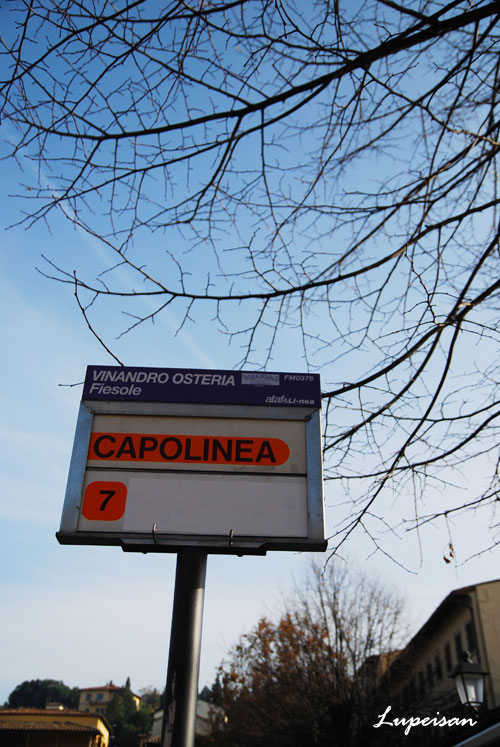 VINANDRO OSTERIA FM0375
Fiesole ataf&Li-nea
CAPOLINEA
7
Lupeisan